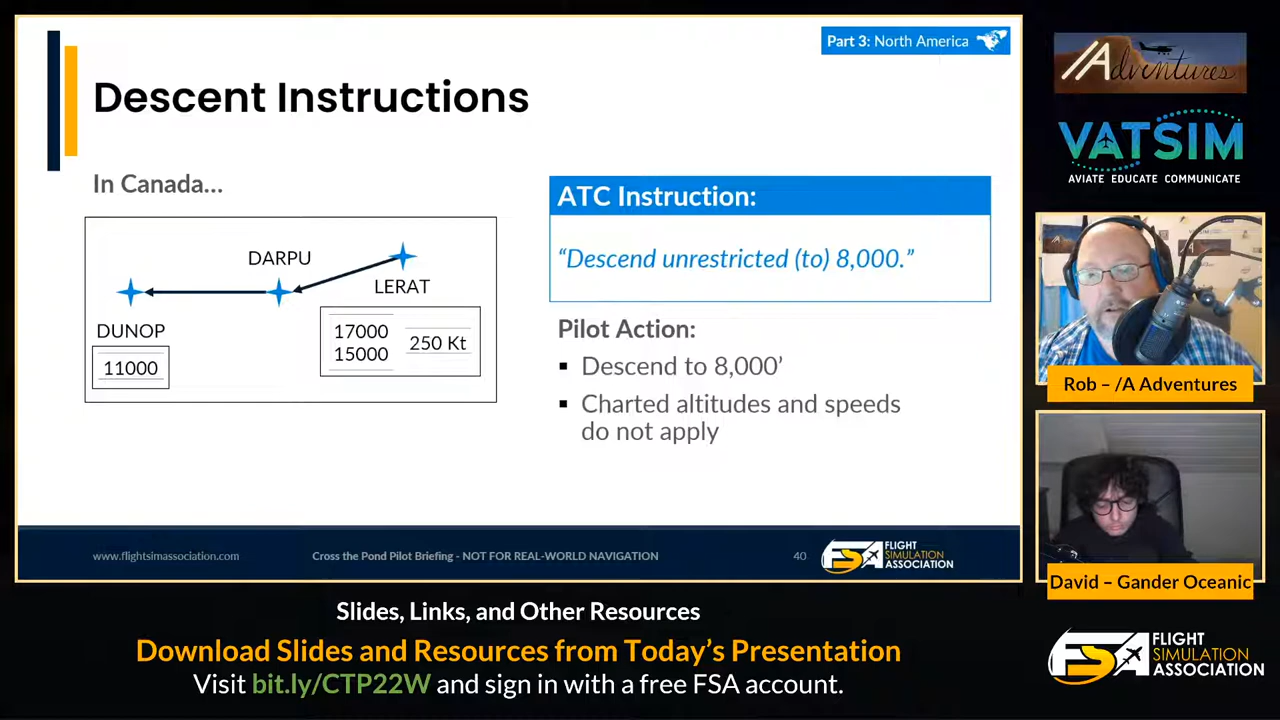 Part 3: North America
Descent Instructions
In Canada...
DARPU
LERAT
DUNOP
11000
17000
15000
250 Kt
ATC Instruction:
“Descend unrestricted (to) 8,000.”
Pilot Action:
Descend to 8,000’
Charted altitudes and speeds
do not apply
www.flightsimassociation.com
Cross the Pond Pilot Briefing - NOT FOR REAL-WORLD NAVIGATION
40
FSA FLIGHT
SIMULATION
ASSOCIATION
/A Adventures
VATSIM
AVIATE EDUCATE COMMUNICATE
Rob – /A Adventures
David – Gander Oceanic
Slides, Links, and Other Resources
Download Slides and Resources from Today’s Presentation
Visit bit.ly/CTP22W and sign in with a free FSA account.
FSA FLIGHT
SIMULATION
ASSOCIATION